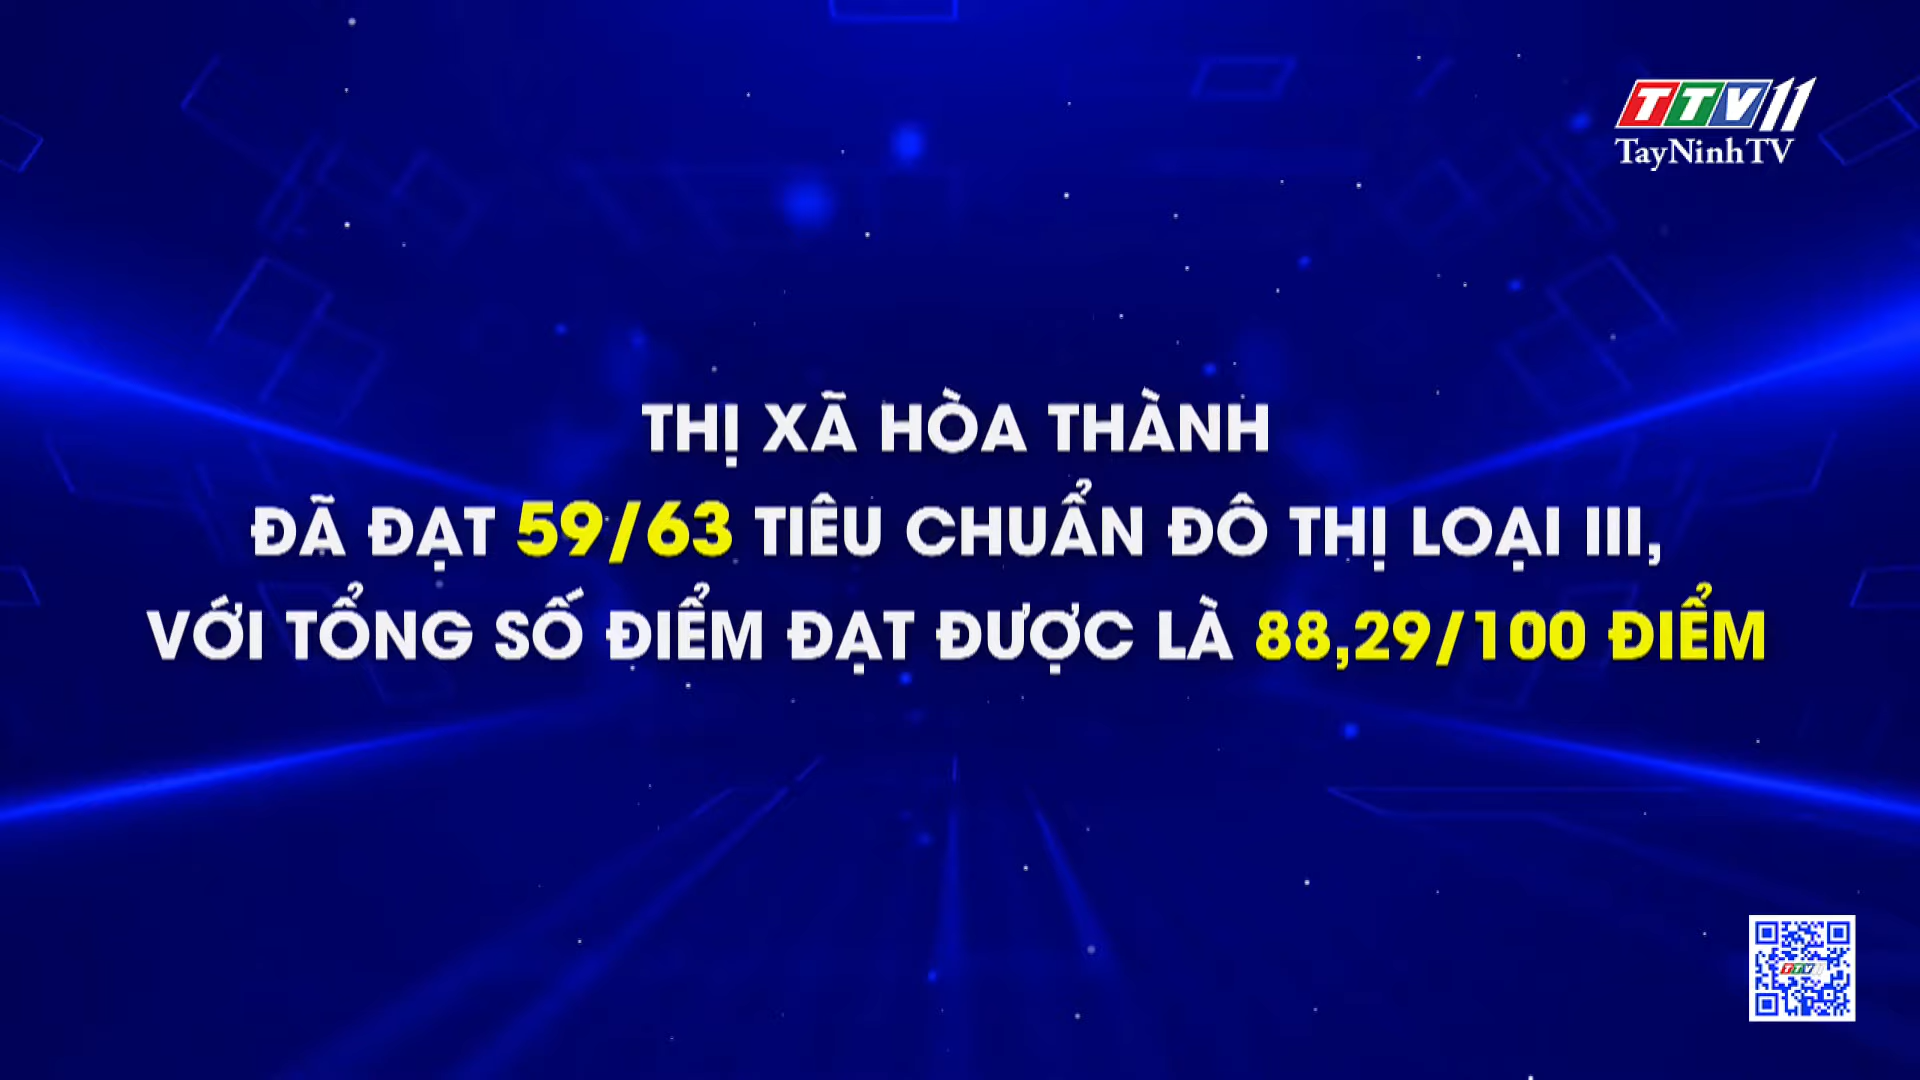 TTV11
TayNinhTV
THỊ XÃ HÒA THÀNH
ĐÃ ĐẠT 59/63 TIÊU CHUẨN ĐÔ THỊ LOẠI III,
VỚI TỔNG SỐ ĐIỂM ĐẠT ĐƯỢC LÀ 88,29/100 ĐIỂM
TTV11